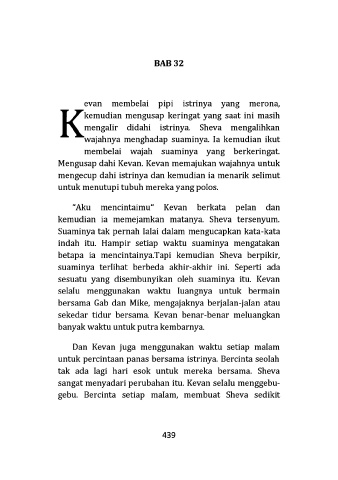 BAB 32
Kevan membelai pipi istrinya yang merona,
kemudian mengusap keringat yang saat ini masih
mengalir didahi istrinya. Sheva mengalihkan
wajahnya menghadap suaminya. Ia kemudian ikut
membelai wajah suaminya yang berkeringat.
Mengusap dahi Kevan. Kevan memajukan wajahnya untuk
mengecup dahi istrinya dan kemudian ia menarik selimut
untuk menutupi tubuh mereka yang polos.
"Aku mencintaimu" Kevan berkata pelan dan
kemudian ia memejamkan matanya. Sheva tersenyum.
Suaminya tak pernah lalai dalam mengucapkan kata-kata
indah itu. Hampir setiap waktu suaminya mengatakan
betapa ia mencintainya.Tapi kemudian Sheva berpikir,
suaminya terlihat berbeda akhir-akhir ini. Seperti ada
sesuatu yang disembunyikan oleh suaminya itu. Kevan
selalu menggunakan waktu luangnya untuk bermain
bersama Gab dan Mike, mengajaknya berjalan-jalan atau
sekedar tidur bersama. Kevan benar-benar meluangkan
banyak waktu untuk putra kembarnya.
Dan Kevan juga menggunakan waktu setiap malam
untuk percintaan panas bersama istrinya. Bercinta seolah
tak ada lagi hari esok untuk mereka bersama. Sheva
sangat menyadari perubahan itu. Kevan selalu menggebu-
gebu. Bercinta setiap malam, membuat Sheva sedikit
439